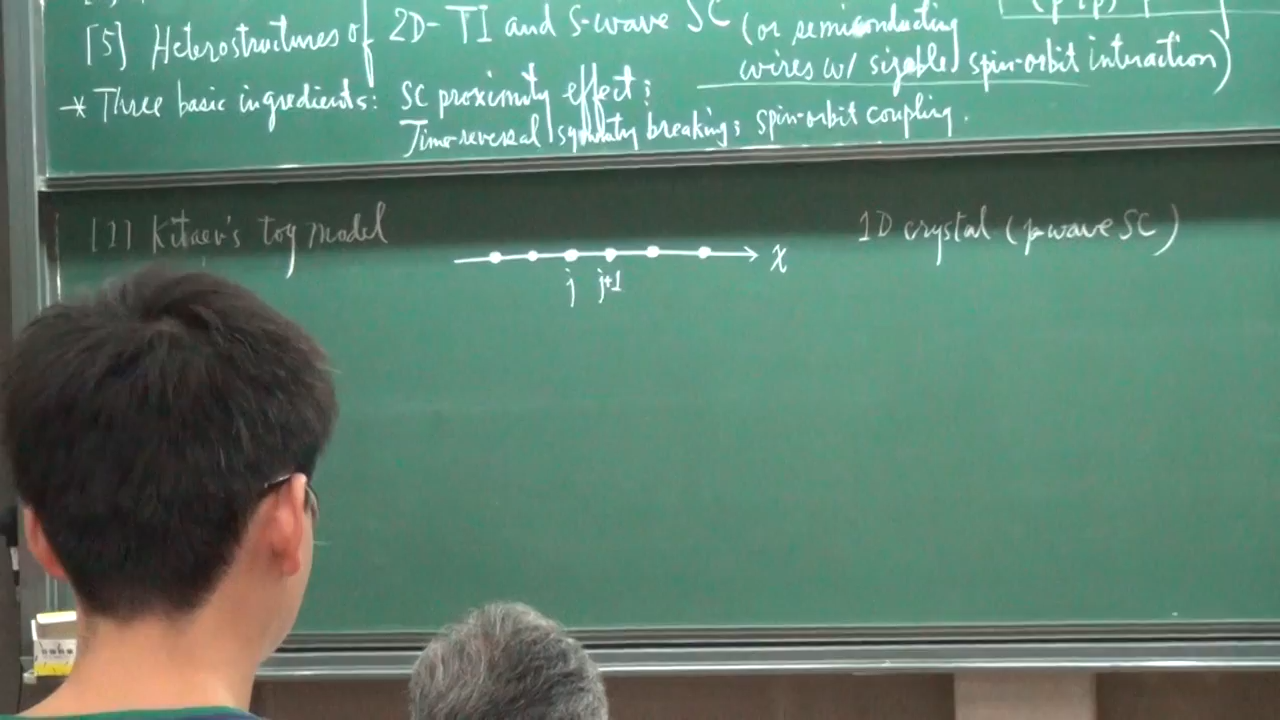 [5] Heterostructures of 2D-TI and S-wave SC (or semiconducting
wires w/ sizable spin-orbit interaction)
* Three basic ingredients: SC proximity effect;
Time-reversal symmetry breaking; spin-orbit coupling.
[1] Kitaev's toy model
1D crystal (p-wave SC)
x
j j+1